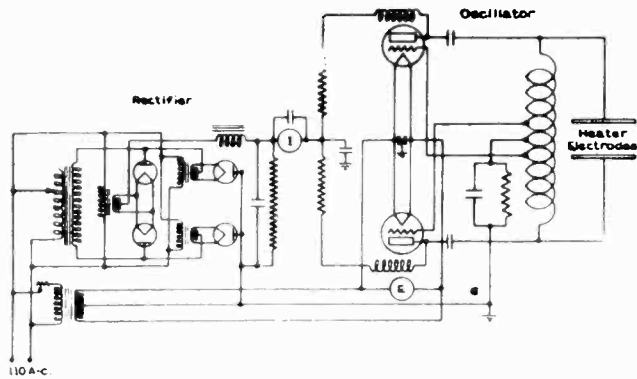 Oscillator
Rectifier
I
Heater
Electrodes
E
110 A-c.